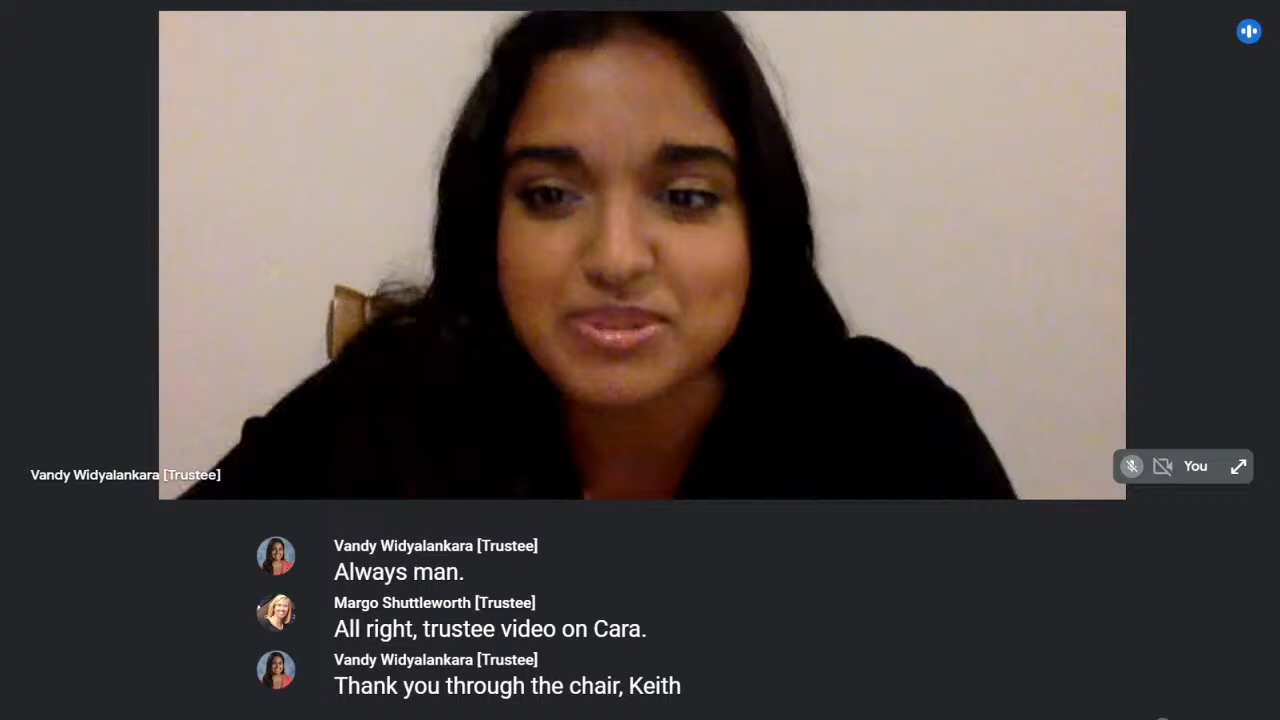 Vandy Widyalankara [Trustee]
You
Vandy Widyalankara [Trustee]
Always man.
Margo Shuttleworth [Trustee]
All right, trustee video on Cara.
Vandy Widyalankara [Trustee]
Thank you through the chair, Keith